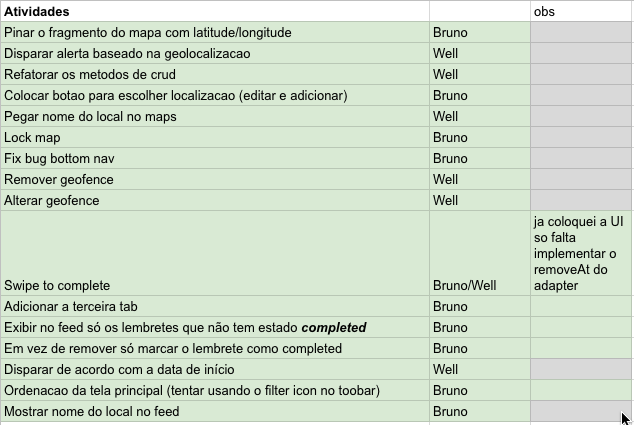 Atividades obs
Pinar o fragmento do mapa com latitude/longitude Bruno
Disparar alerta baseado na geolocalizacao Well
Refatorar os metodos de crud Well
Colocar botao para escolher localizacao (editar e adicionar) Bruno
Pegar nome do local no maps Well
Lock map Bruno
Fix bug bottom nav Bruno
Remover geofence Well
Alterar geofence Well
ja coloquei a UI
so falta
implementar o
removeAt do
Swipe to complete Bruno/Well adapter
Adicionar a terceira tab Bruno
Exibir no feed só os lembretes que não tem estado completed Bruno
Em vez de remover só marcar o lembrete como completed Bruno
Disparar de acordo com a data de início Well
Ordenacao da tela principal (tentar usando o filter icon no toobar) Bruno
Mostrar nome do local no feed Bruno